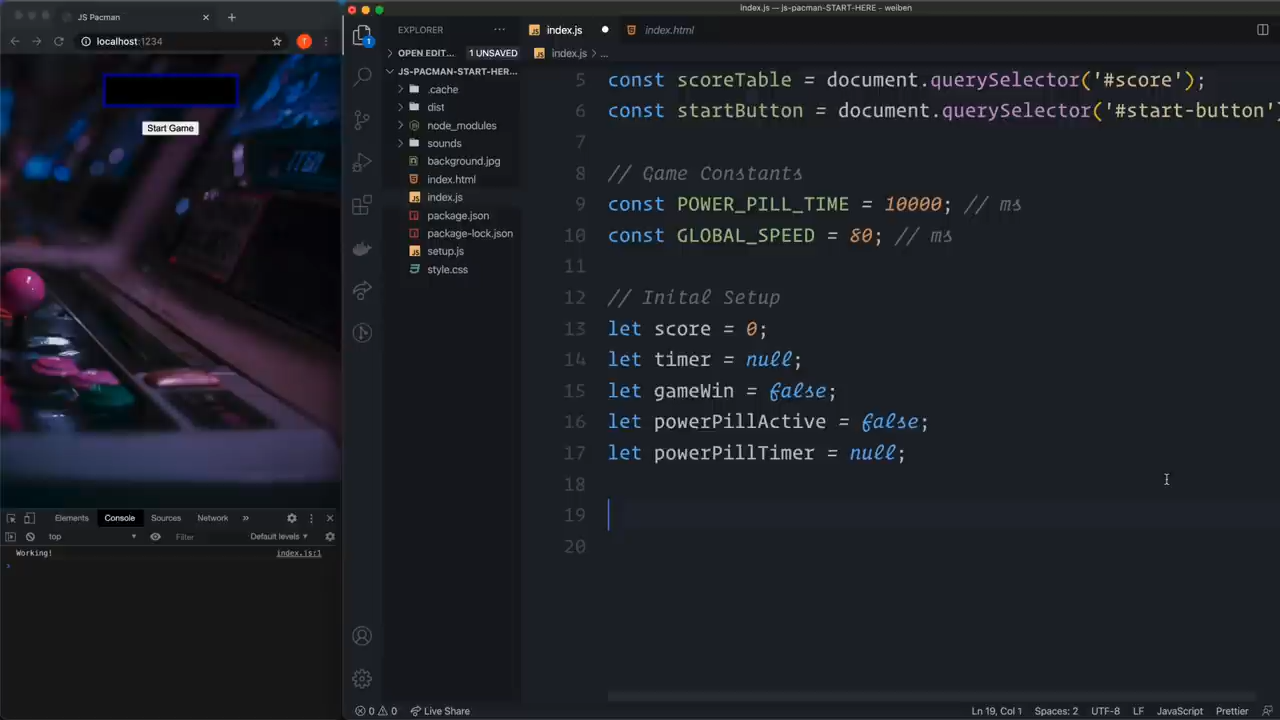 JS Pacman
localhost:1234
T
Start Game
Elements
Console
Sources
Network
»
top
Filter
Default levels
Working!
index.js:1
index.js — js-pacman-START-HERE – weiben
EXPLORER
OPEN EDIT...
1 UNSAVED
JS-PACMAN-START-HER...
.cache
dist
node_modules
sounds
background.jpg
index.html
index.js
package.json
package-lock.json
setup.js
style.css
1
index.js
index.html
index.js > ...
5 const scoreTable = document.querySelector('#score');
6 const startButton = document.querySelector('#start-button'
7
8 // Game Constants
9 const POWER_PILL_TIME = 10000; // ms
10 const GLOBAL_SPEED = 80; // ms
11
12 // Inital Setup
13 let score = 0;
14 let timer = null;
15 let gameWin = false;
16 let powerPillActive = false;
17 let powerPillTimer = null;
18
19
20
0 0
Live Share
Ln 19, Col 1
Spaces: 2
UTF-8
LF
JavaScript
Prettier